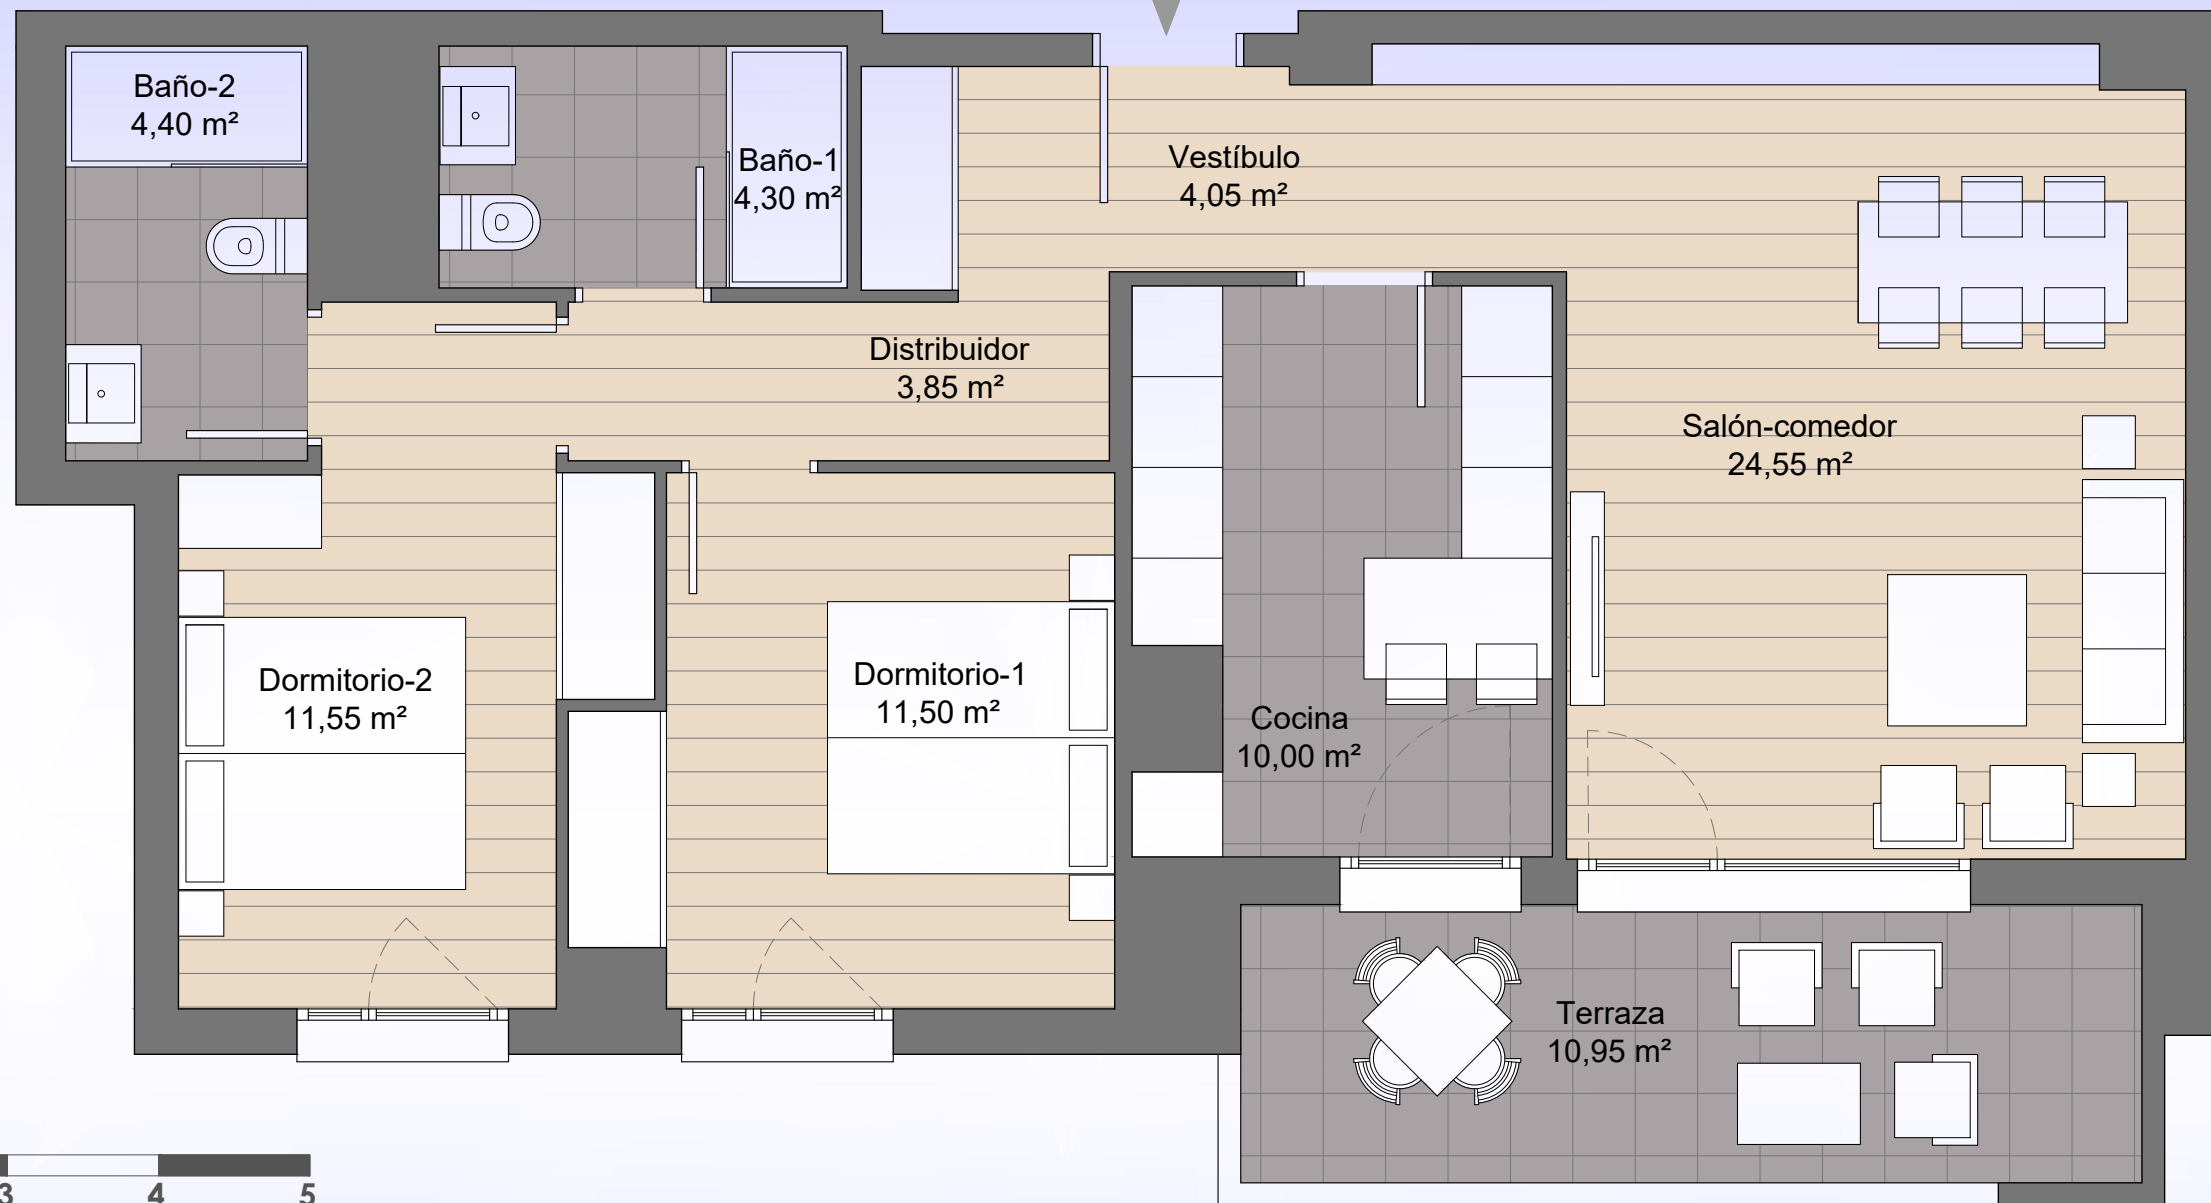 Baño-2
4,40 m²
Baño-1
4,30 m²
Vestíbulo
4,05 m²
Distribuidor
3,85 m²
Salón-comedor
24,55 m²
Dormitorio-2
11,55 m²
Dormitorio-1
11,50 m²
Cocina
10,00 m²
Terraza
10,95 m²
3 4 5